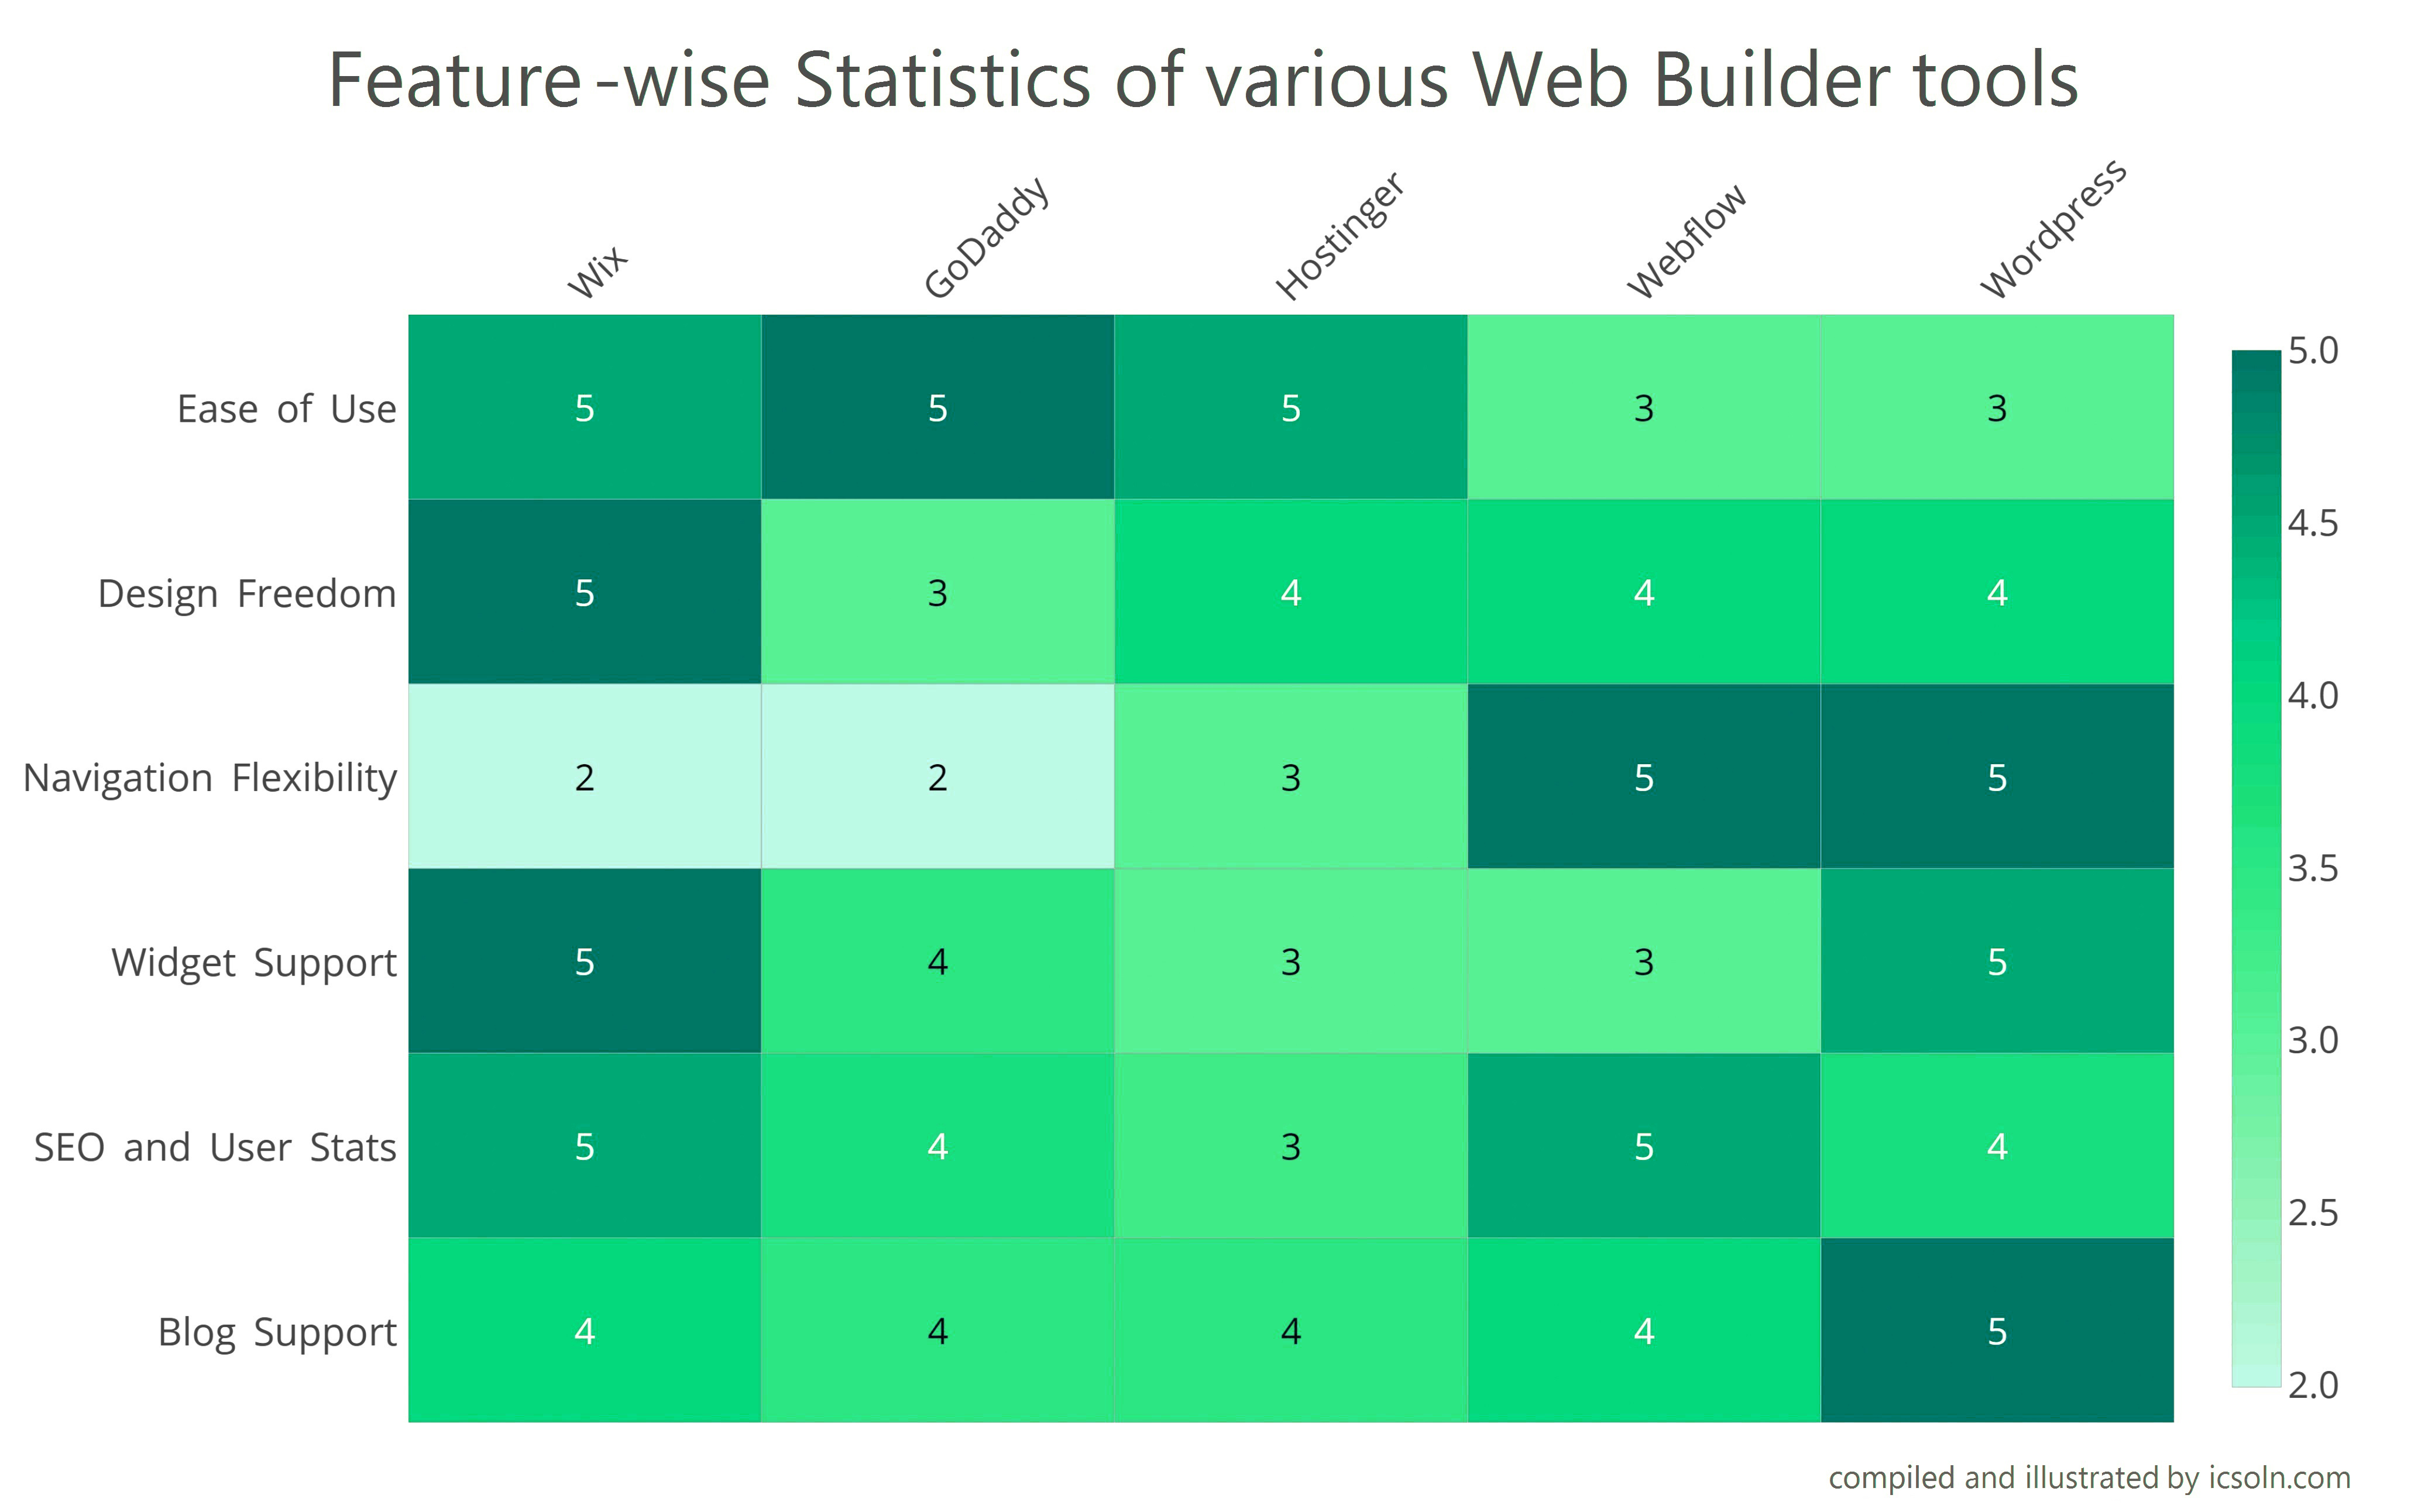 Feature-wise Statistics of various Web Builder tools
Wix GoDaddy Hostinger Webflow Wordpress
Ease of Use 5 5 5 3 3
Design Freedom 5 3 4 4 4
Navigation Flexibility 2 2 3 5 5
Widget Support 5 4 3 3 5
SEO and User Stats 5 4 3 5 4
Blog Support 4 4 4 4 5
5.0
4.5
4.0
3.5
3.0
2.5
2.0
compiled and illustrated by icsoln.com